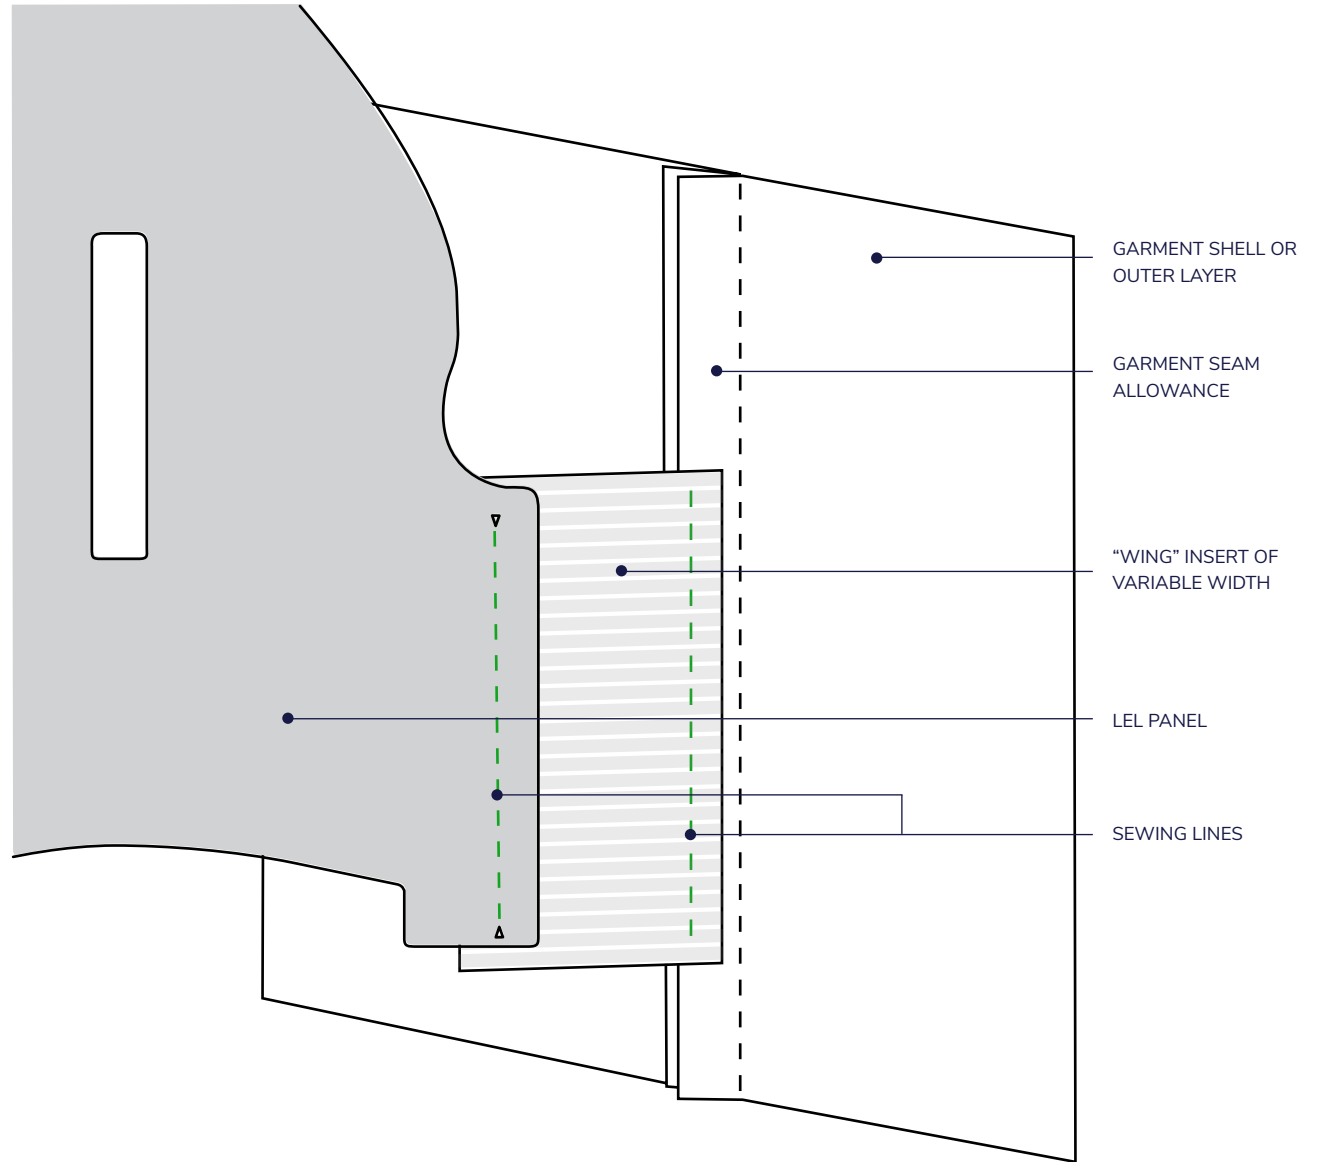 GARMENT SHELL OR
OUTER LAYER
GARMENT SEAM
ALLOWANCE
“WING” INSERT OF
VARIABLE WIDTH
LEL PANEL
SEWING LINES